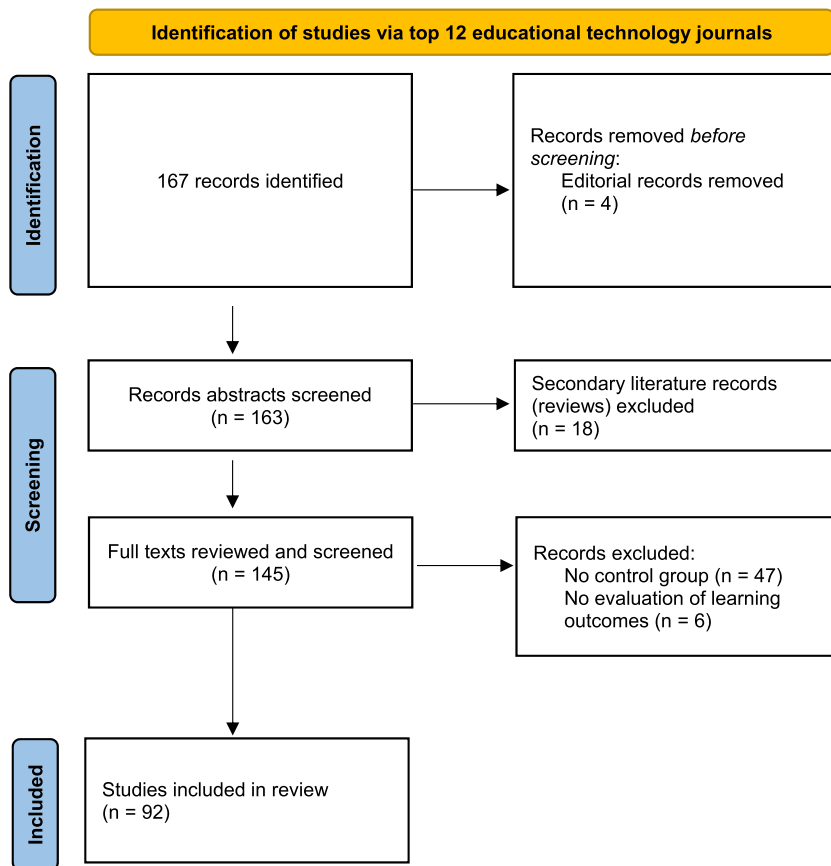 Identification of studies via top 12 educational technology journals
Identification
167 records identified
Records removed before
screening:
Editorial records removed
(n = 4)
Screening
Records abstracts screened
(n = 163)
Secondary literature records
(reviews) excluded
(n = 18)
Full texts reviewed and screened
(n = 145)
Records excluded:
No control group (n = 47)
No evaluation of learning
outcomes (n = 6)
Included
Studies included in review
(n = 92)